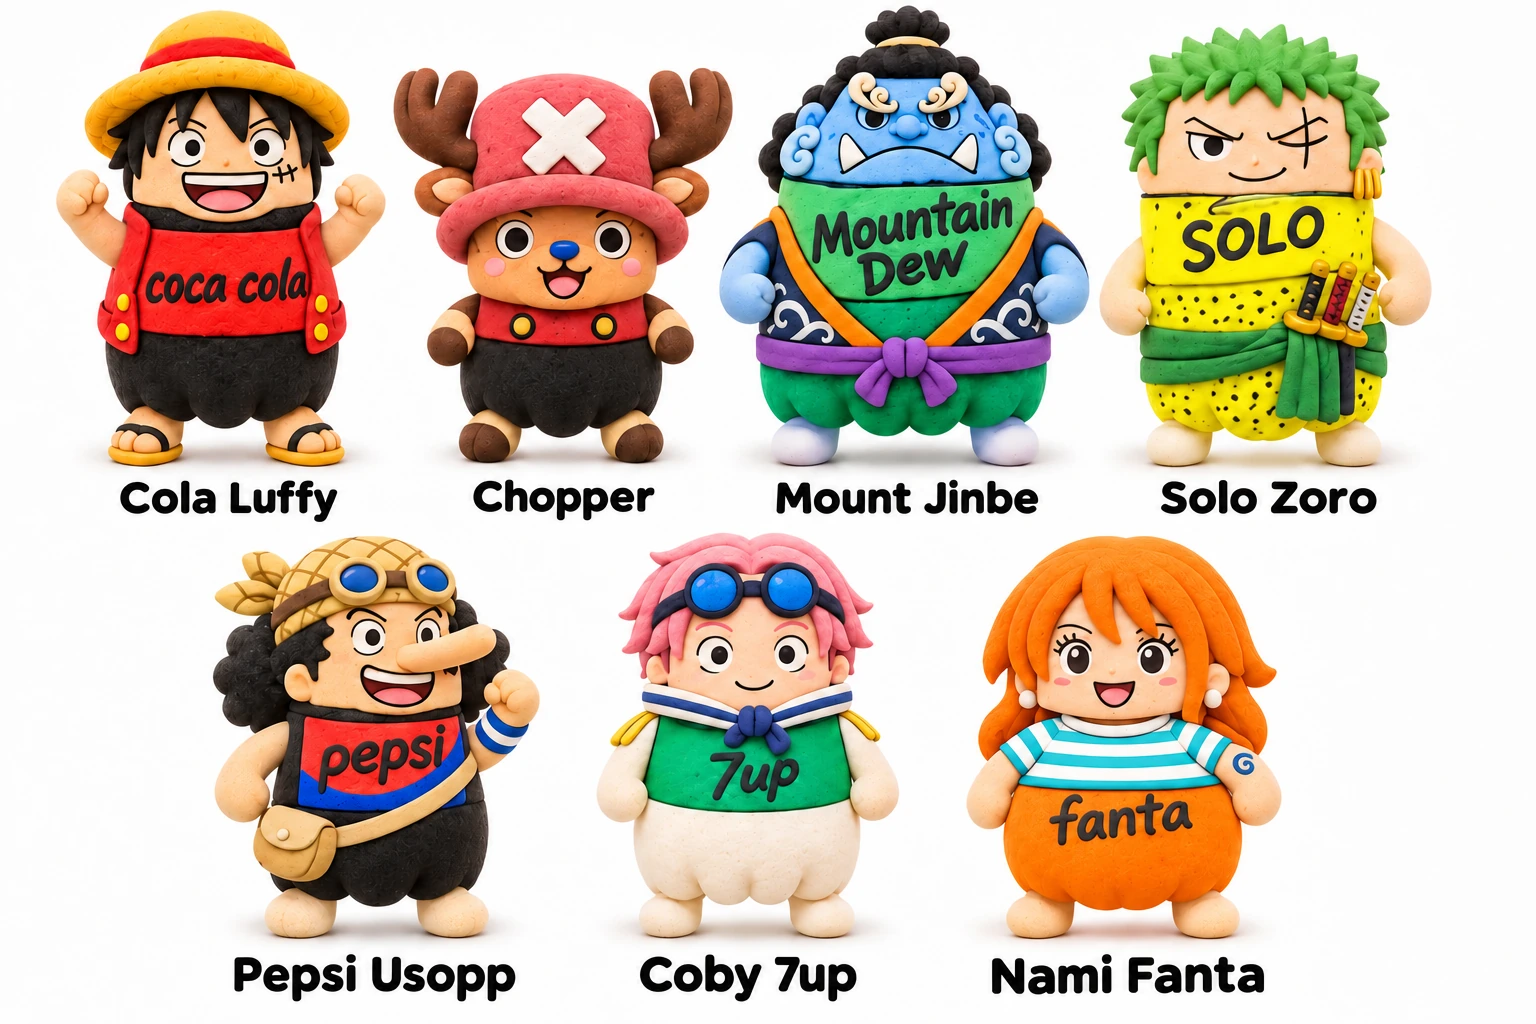 coca cola
Mountain
Dew
SOLO
Cola Luffy
Chopper
Mount Jinbe
Solo Zoro
pepsi
7up
fanta
Pepsi Usopp
Coby 7up
Nami Fanta